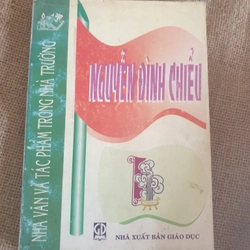 NHÀ VĂN VÀ TÁC PHẨM TRONG NHÀ TRƯỜNG
NGUYỄN ĐÌNH CHIỂU
NHÀ XUẤT BẢN GIÁO DỤC